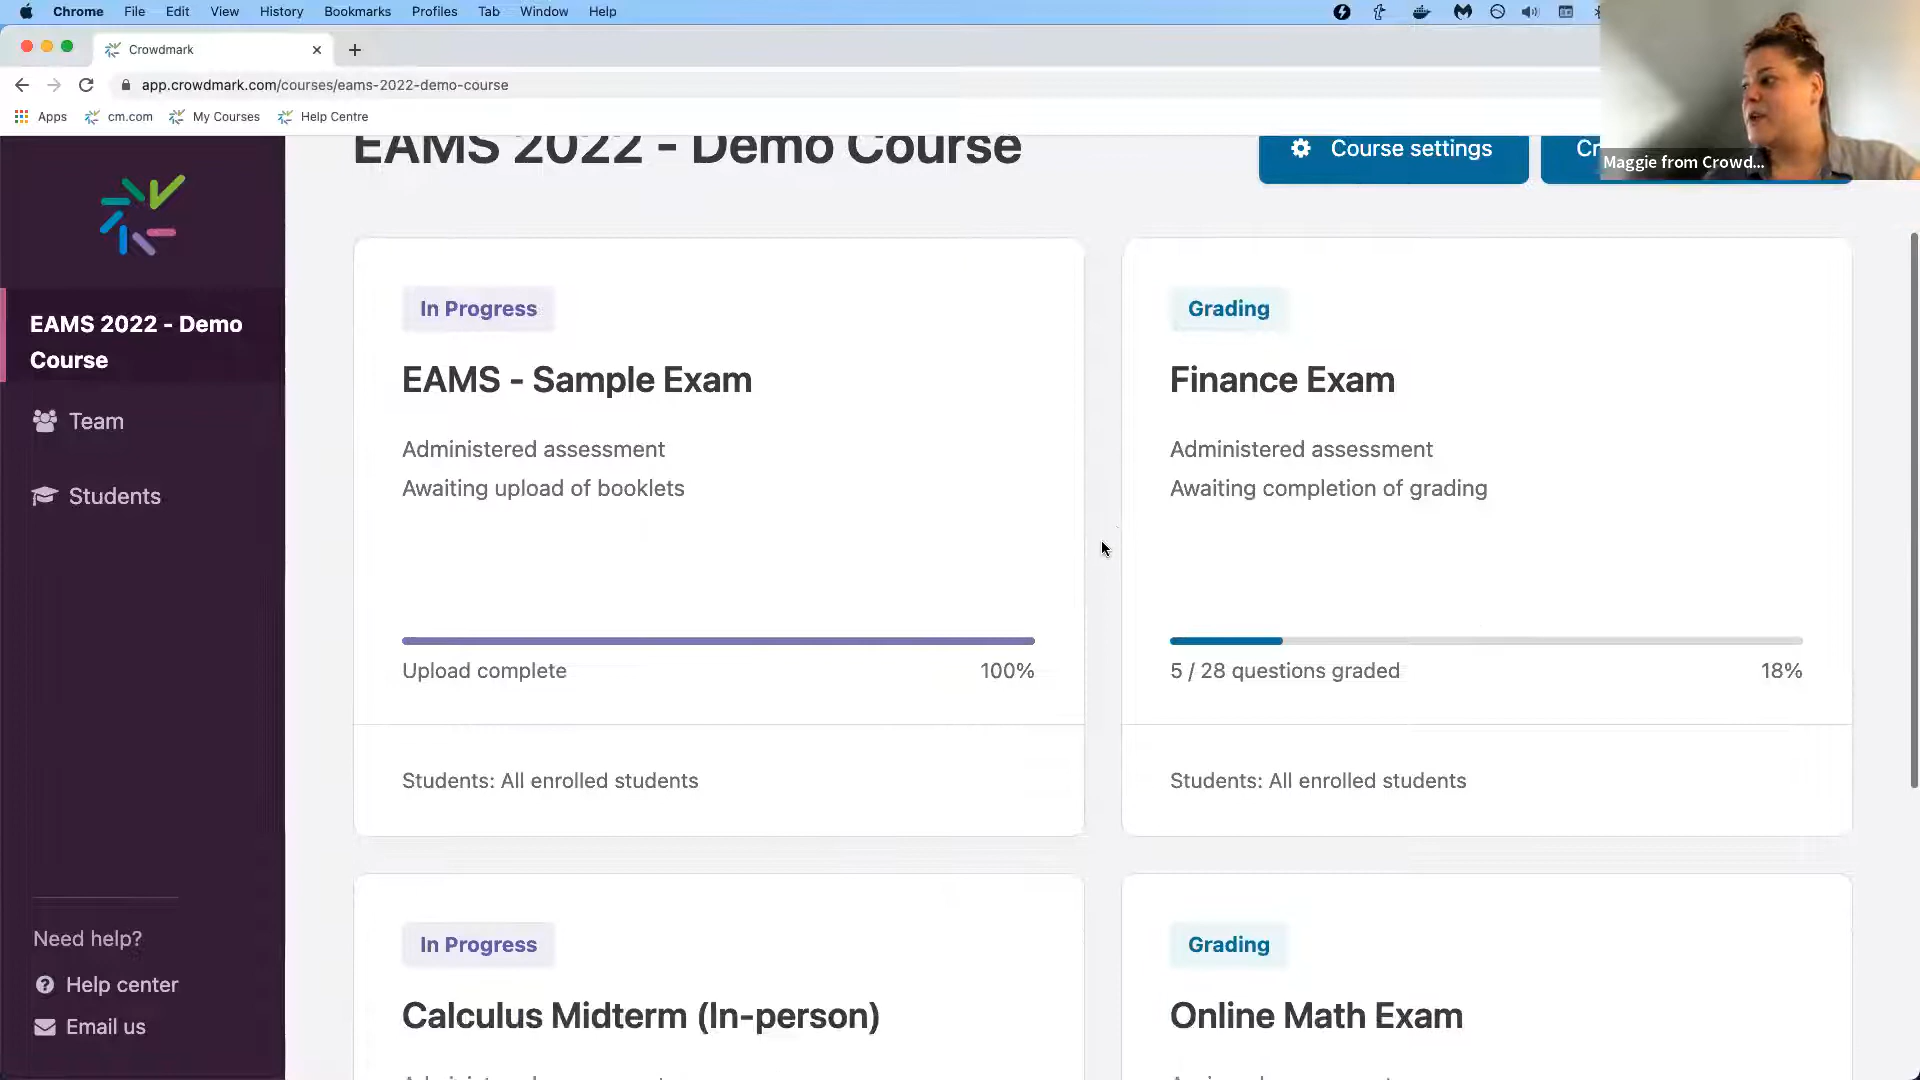 Chrome File Edit View History Bookmarks Profiles Tab Window Help
Crowdmark
app.crowdmark.com/courses/eams-2022-demo-course
Apps cm.com My Courses Help Centre
Maggie from Crowd...
EAMS 2022 - Demo Course
Course settings
Cr
EAMS 2022 - Demo
Course
Team
Students
Need help?
Help center
Email us
In Progress
EAMS - Sample Exam
Administered assessment
Awaiting upload of booklets
Upload complete 100%
Students: All enrolled students
Grading
Finance Exam
Administered assessment
Awaiting completion of grading
5 / 28 questions graded 18%
Students: All enrolled students
In Progress
Calculus Midterm (In-person)
Grading
Online Math Exam